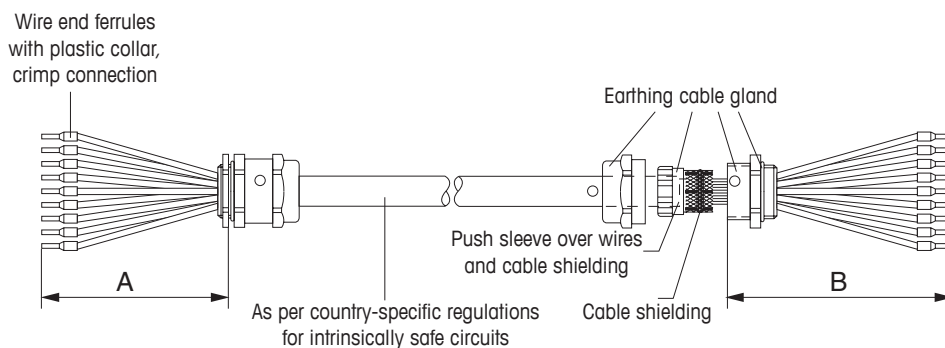 Wire end ferrules
with plastic collar,
crimp connection
Earthing cable gland
Push sleeve over wires
and cable shielding
A
B
As per country-specific regulations
for intrinsically safe circuits
Cable shielding